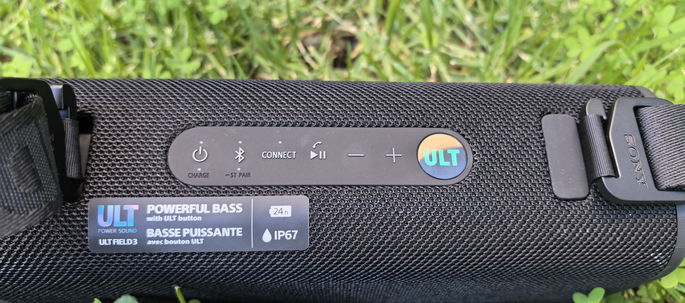 CONNECT
ULT
CHARGE
ST PAIR
SONY
ULT
POWER SOUND
ULT FIELD 3
POWERFUL BASS
with ULT button
BASSE PUISSANTE
avec bouton ULT
24h
IP67